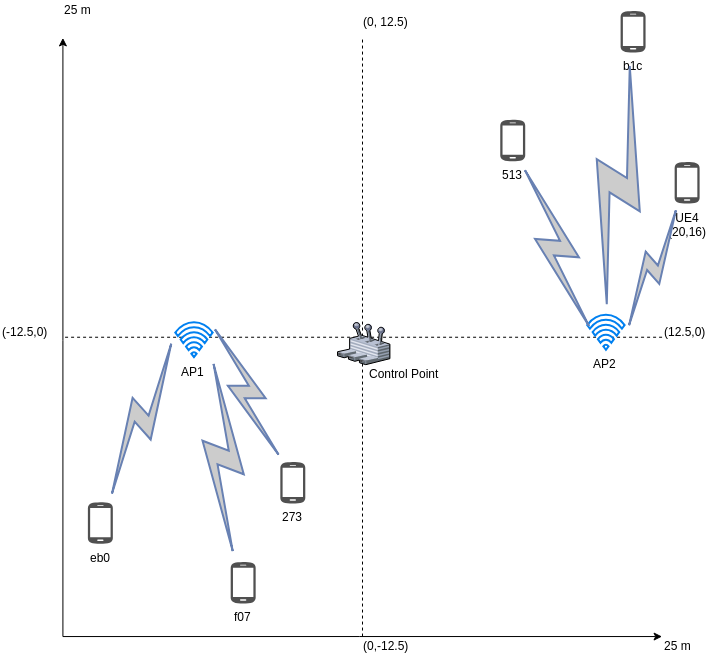 25 m
(0, 12.5)
b1c
513
UE4
(20,16)
(-12.5,0)
(12.5,0)
AP1
AP2
Control Point
273
eb0
f07
(0,-12.5)
25 m